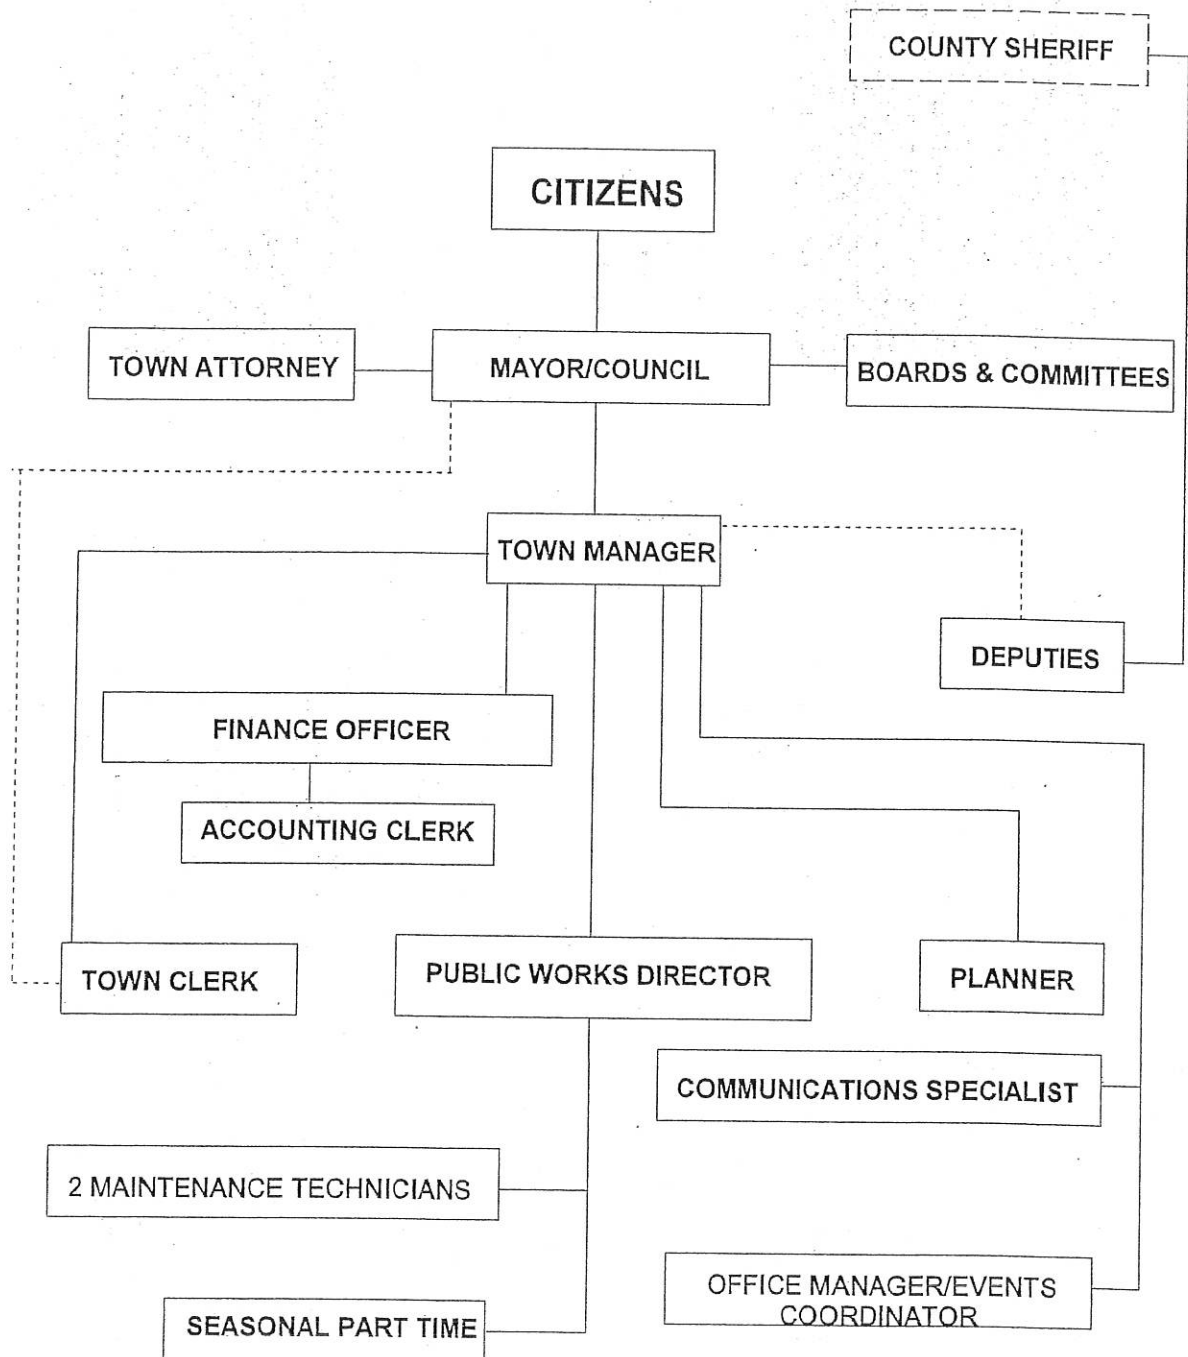 COUNTY SHERIFF
CITIZENS
TOWN ATTORNEY
MAYOR/COUNCIL
BOARDS & COMMITTEES
TOWN MANAGER
DEPUTIES
FINANCE OFFICER
ACCOUNTING CLERK
TOWN CLERK
PUBLIC WORKS DIRECTOR
PLANNER
COMMUNICATIONS SPECIALIST
2 MAINTENANCE TECHNICIANS
OFFICE MANAGER/EVENTS
COORDINATOR
SEASONAL PART TIME